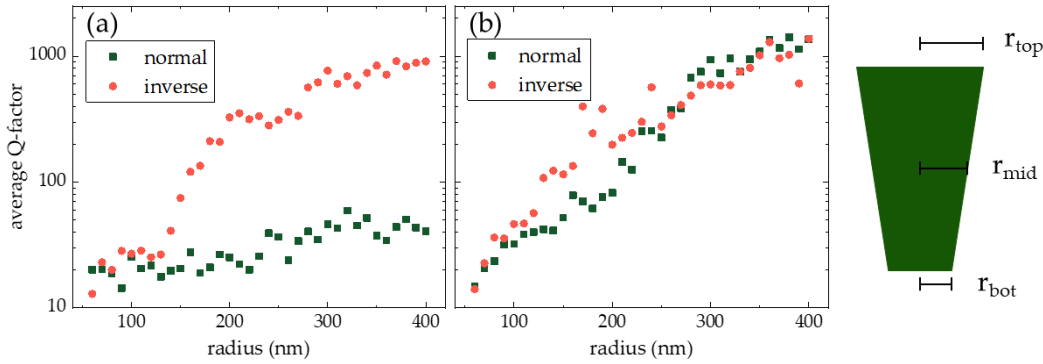 (a)
normal
inverse
average Q-factor
1000
100
10
100
200
300
400
radius (nm)
(b)
normal
inverse
100
200
300
400
radius (nm)
r_top
r_mid
r_bot